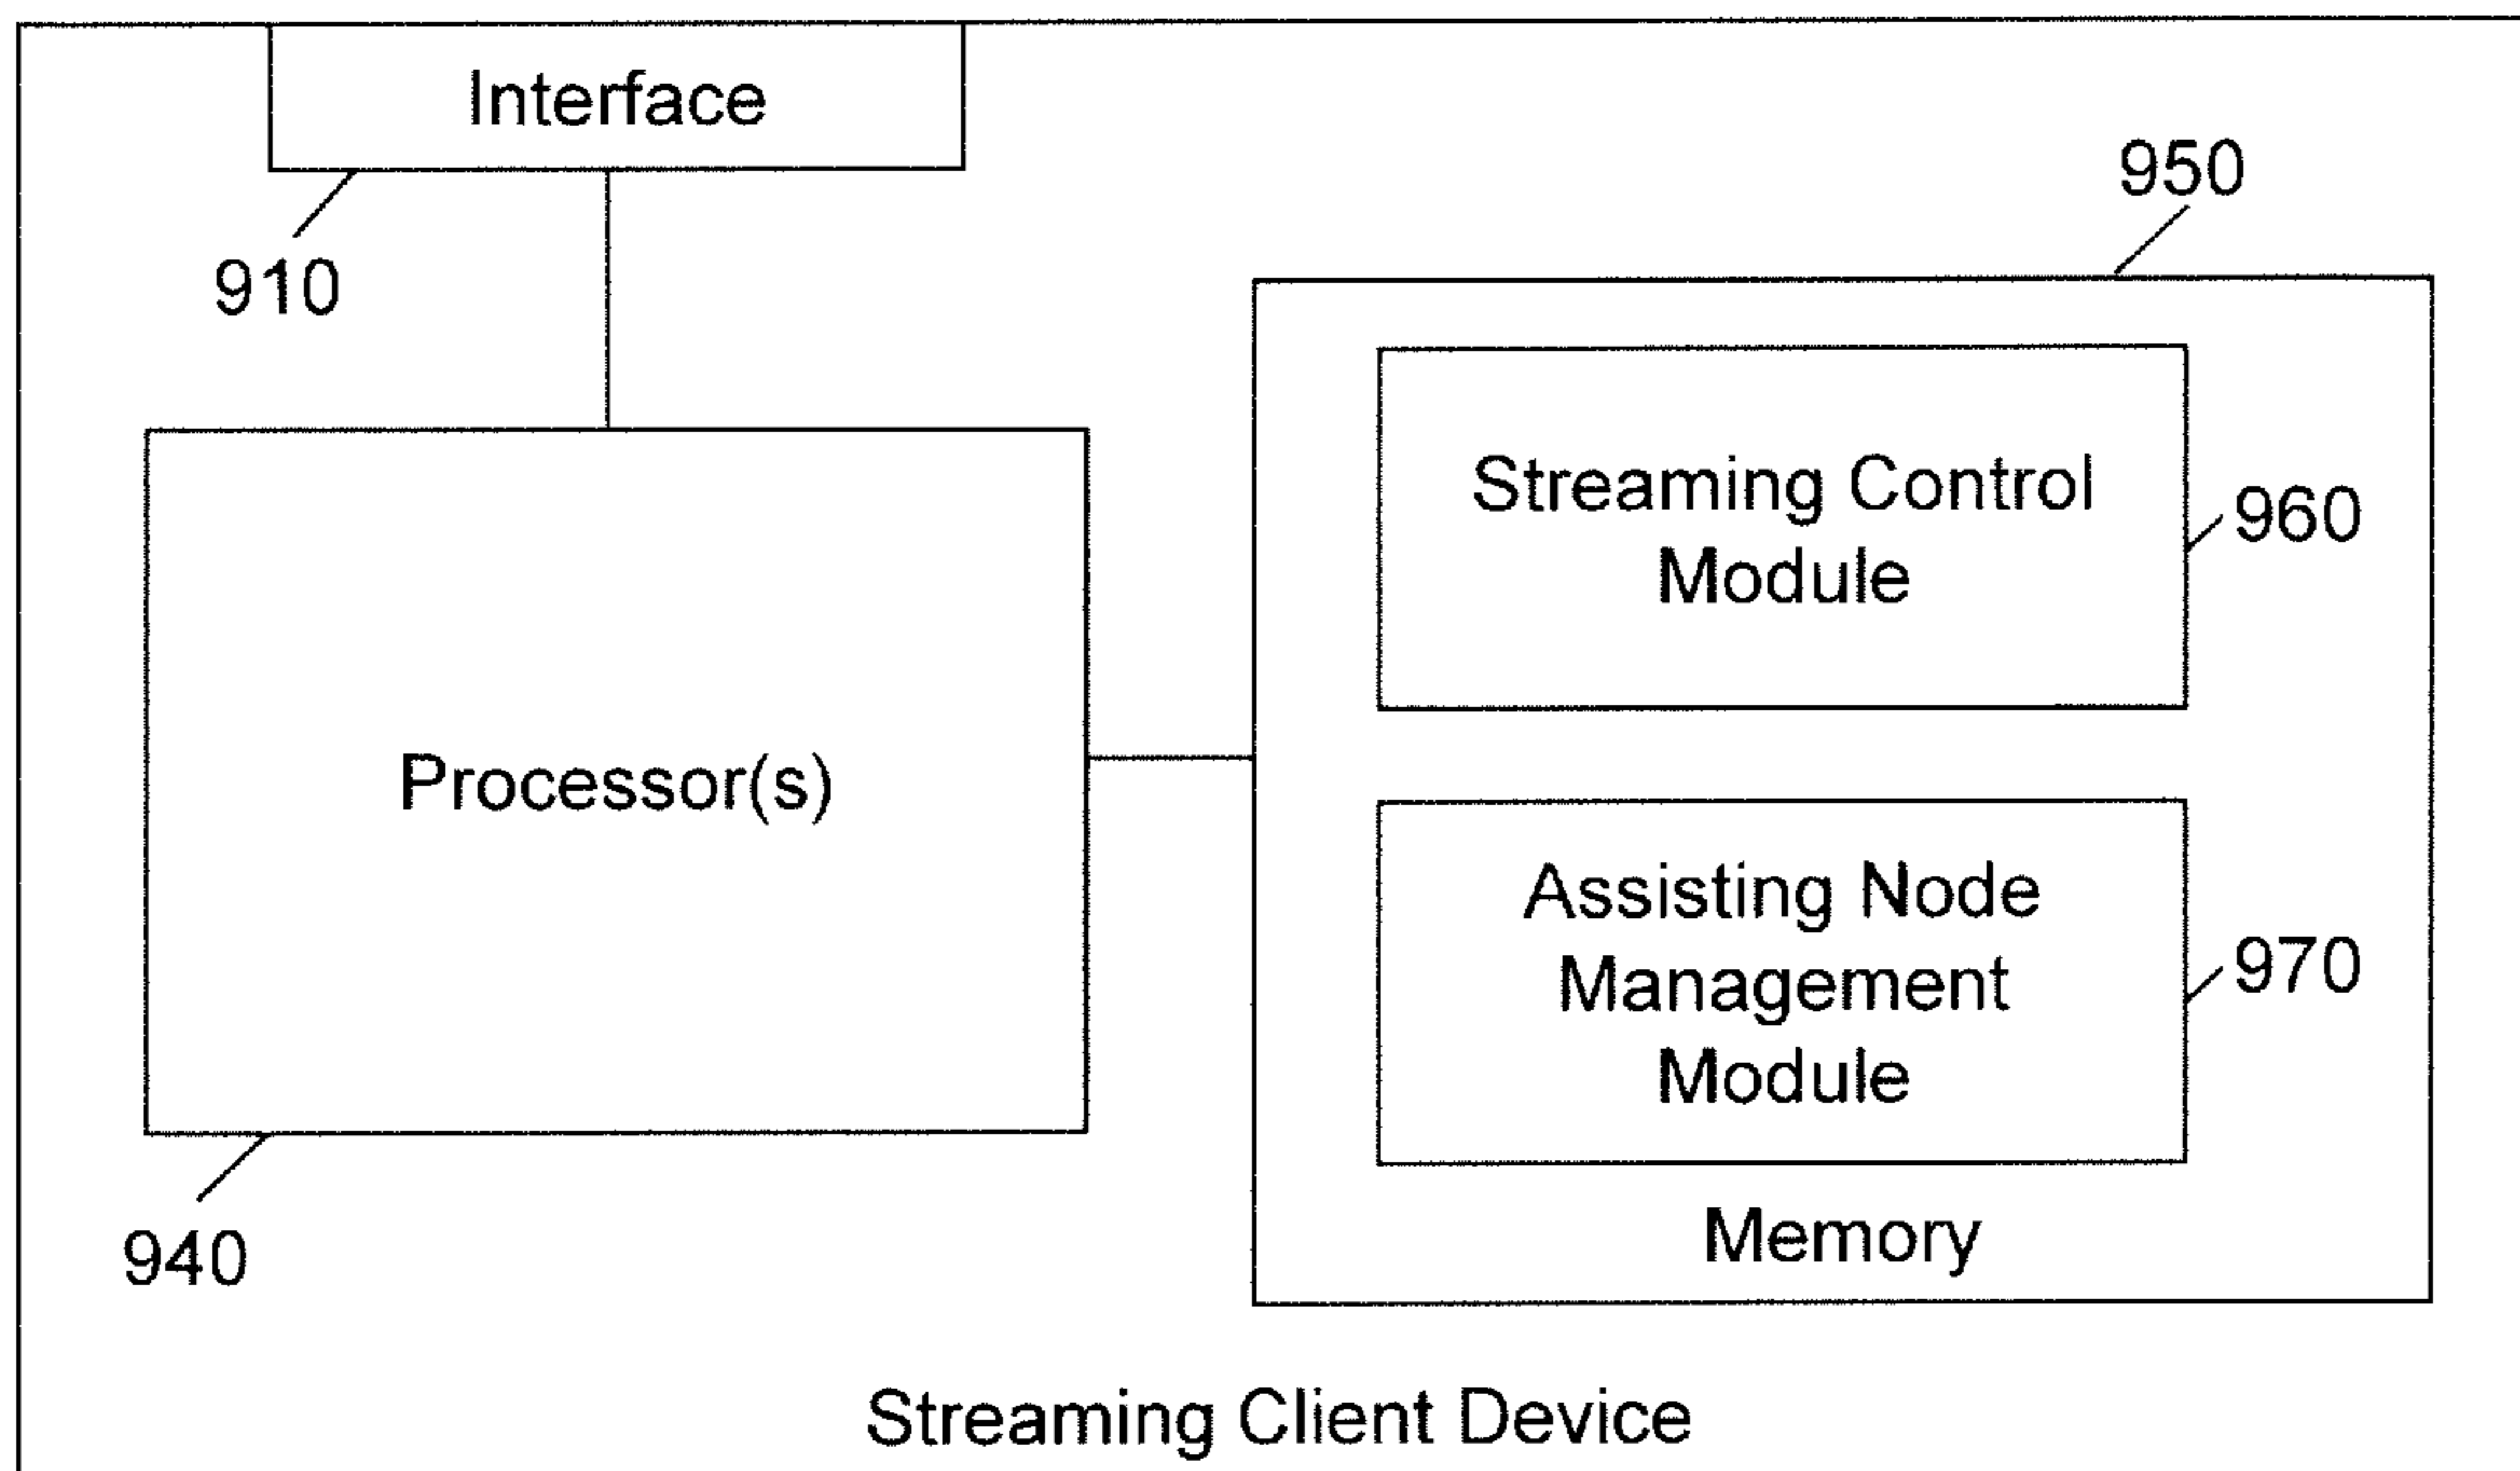 Interface
910
950
Streaming Control
Module
960
Processor(s)
Assisting Node
Management
Module
970
Memory
940
Streaming Client Device